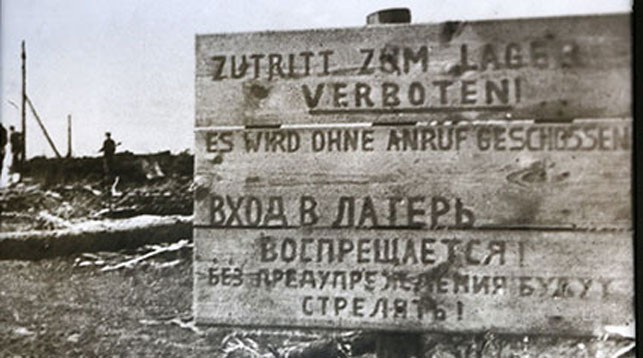 ZUTRITT ZUM LAGER
VERBOTEN!
ES WIRD OHNE ANRUF GESCHOSSEN
ВХОД В ЛАГЕРЬ
ВОСПРЕЩАЕТСЯ!
БЕЗ ПРЕДУПРЕЖДЕНИЯ БУДУТ
СТРЕЛЯТЬ!